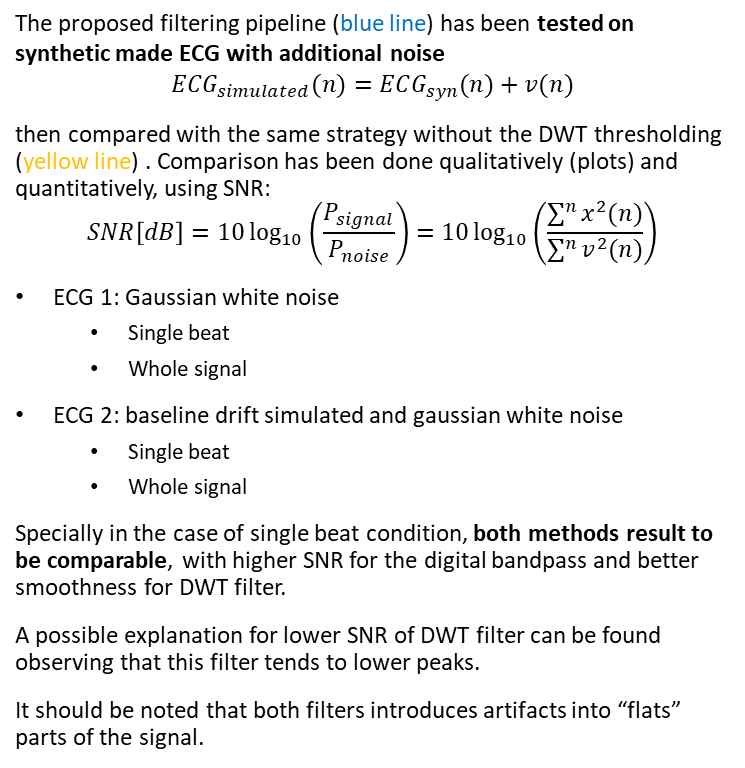 The proposed filtering pipeline (blue line) has been tested on
synthetic made ECG with additional noise
ECG_simulated(n) = ECG_syn(n) + v(n)
then compared with the same strategy without the DWT thresholding
(yellow line) . Comparison has been done qualitatively (plots) and
quantitatively, using SNR:
SNR[dB] = 10 log₁₀ (P_signal / P_noise) = 10 log₁₀ (∑ⁿ x²(n) / ∑ⁿ v²(n))
• ECG 1: Gaussian white noise
• Single beat
• Whole signal
• ECG 2: baseline drift simulated and gaussian white noise
• Single beat
• Whole signal
Specially in the case of single beat condition, both methods result to
be comparable, with higher SNR for the digital bandpass and better
smoothness for DWT filter.
A possible explanation for lower SNR of DWT filter can be found
observing that this filter tends to lower peaks.
It should be noted that both filters introduces artifacts into “flats”
parts of the signal.